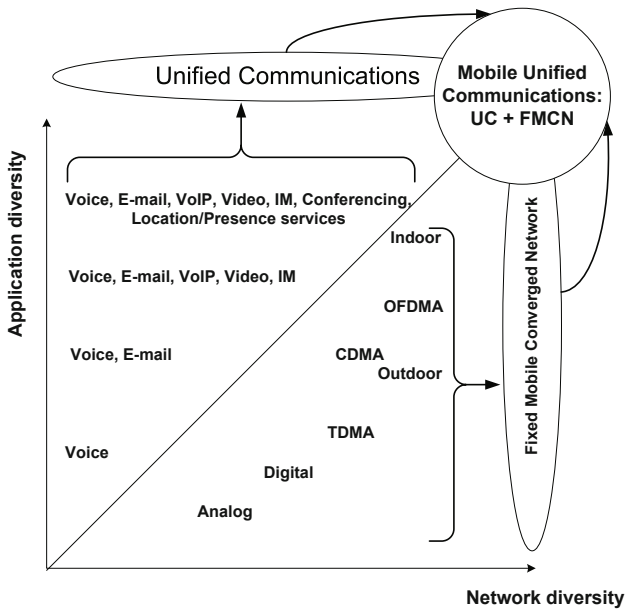 Unified Communications
Mobile Unified
Communications:
UC + FMCN
Application diversity
Voice, E-mail, VoIP, Video, IM, Conferencing,
Location/Presence services
Indoor
Voice, E-mail, VoIP, Video, IM
OFDMA
Voice, E-mail
CDMA
Outdoor
Fixed Mobile Converged Network
TDMA
Voice
Digital
Analog
Network diversity